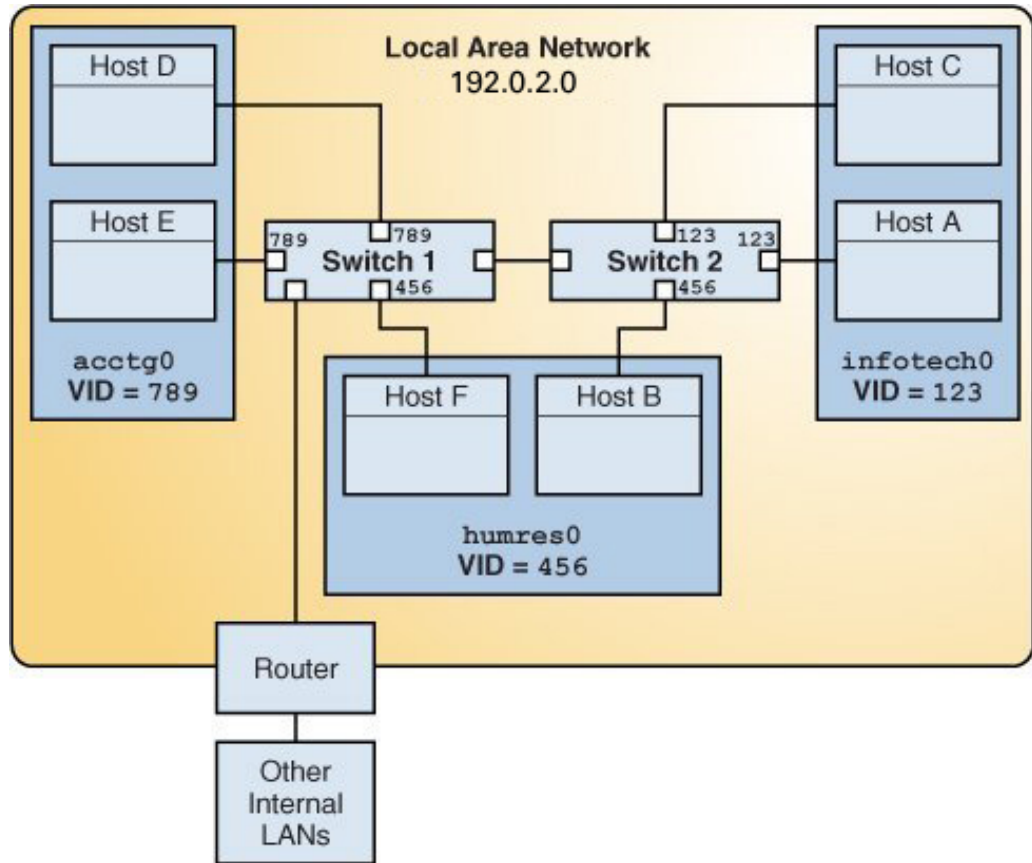 Local Area Network
192.0.2.0
Host D
Host C
Host E
Host A
789
789
Switch 1
456
123
123
Switch 2
456
acctg0
VID = 789
infotech0
VID = 123
Host F
Host B
humres0
VID = 456
Router
Other
Internal
LANs